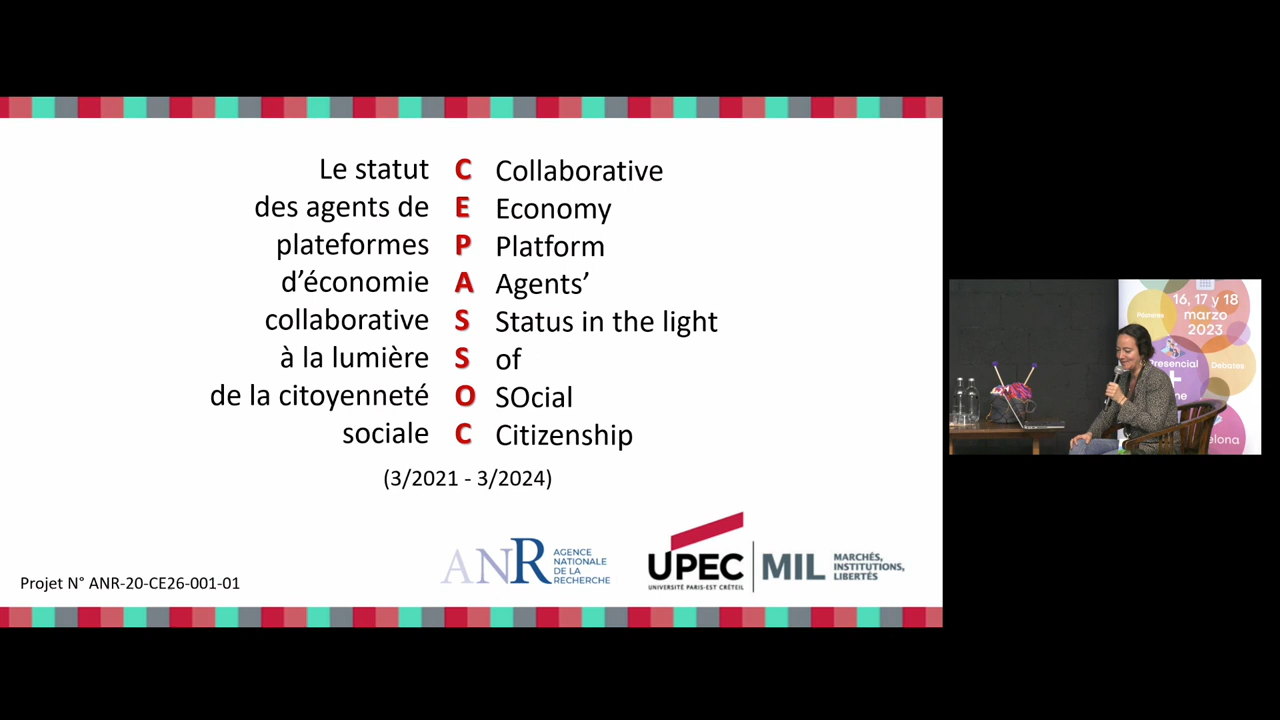 Le statut C Collaborative
des agents de E Economy
plateformes P Platform
d'économie A Agents'
collaborative S Status in the light
à la lumière S of
de la citoyenneté O SOcial
sociale C Citizenship
(3/2021 - 3/2024)
Projet N° ANR-20-CE26-001-01
ANR AGENCE
NATIONALE
DE LA
RECHERCHE
UPEC
UNIVERSITÉ PARIS-EST CRÉTEIL
MIL MARCHÉS,
INSTITUTIONS,
LIBERTÉS
16, 17 y 18
marzo
2023
Presencial
+
Debates